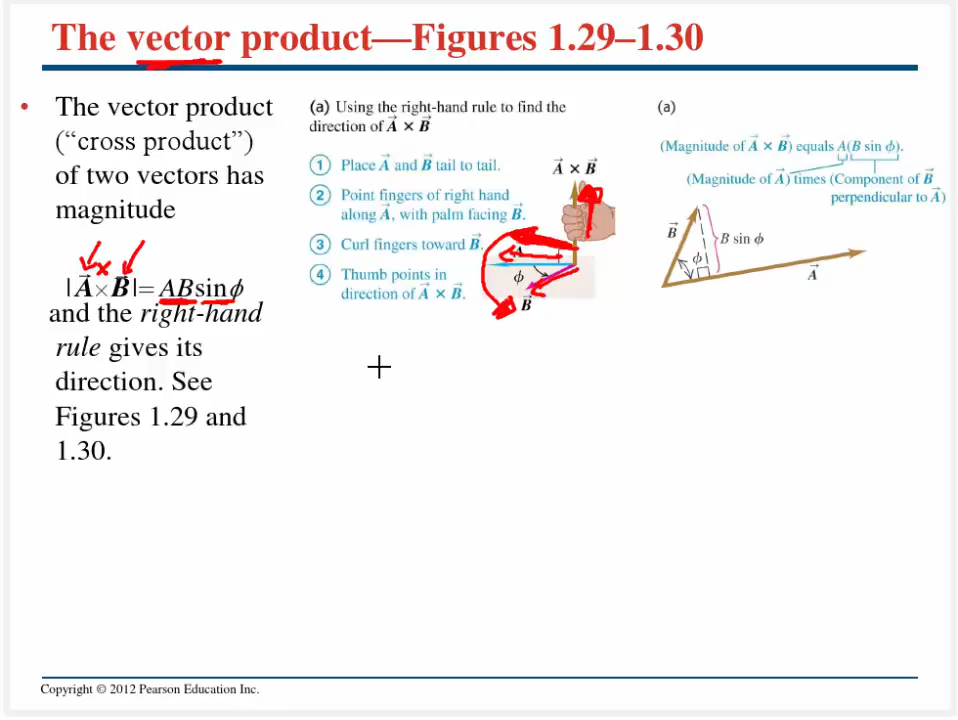 The vector product—Figures 1.29–1.30
• The vector product
(“cross product”)
of two vectors has
magnitude
|A⃗×B⃗|=ABsinϕ
and the right-hand
rule gives its
direction. See
Figures 1.29 and
1.30.
(a) Using the right-hand rule to find the
direction of A⃗ × B⃗
1 Place A⃗ and B⃗ tail to tail.
2 Point fingers of right hand
along A⃗, with palm facing B⃗.
3 Curl fingers toward B⃗.
4 Thumb points in
direction of A⃗ × B⃗.
A⃗ × B⃗
A
ϕ
B⃗
(a)
(Magnitude of A⃗ × B⃗) equals A(B sin ϕ).
(Magnitude of A⃗) times (Component of B⃗
perpendicular to A⃗)
B⃗
B sin ϕ
ϕ
A⃗
Copyright © 2012 Pearson Education Inc.